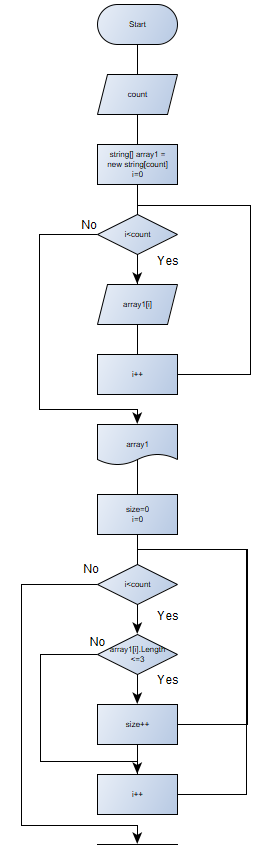 Start
count
string[] array1 =
new string[count]
i=0
No
i<count
Yes
array1[i]
i++
array1
size=0
i=0
No
i<count
Yes
No
array1[i].Length
<=3
Yes
size++
i++